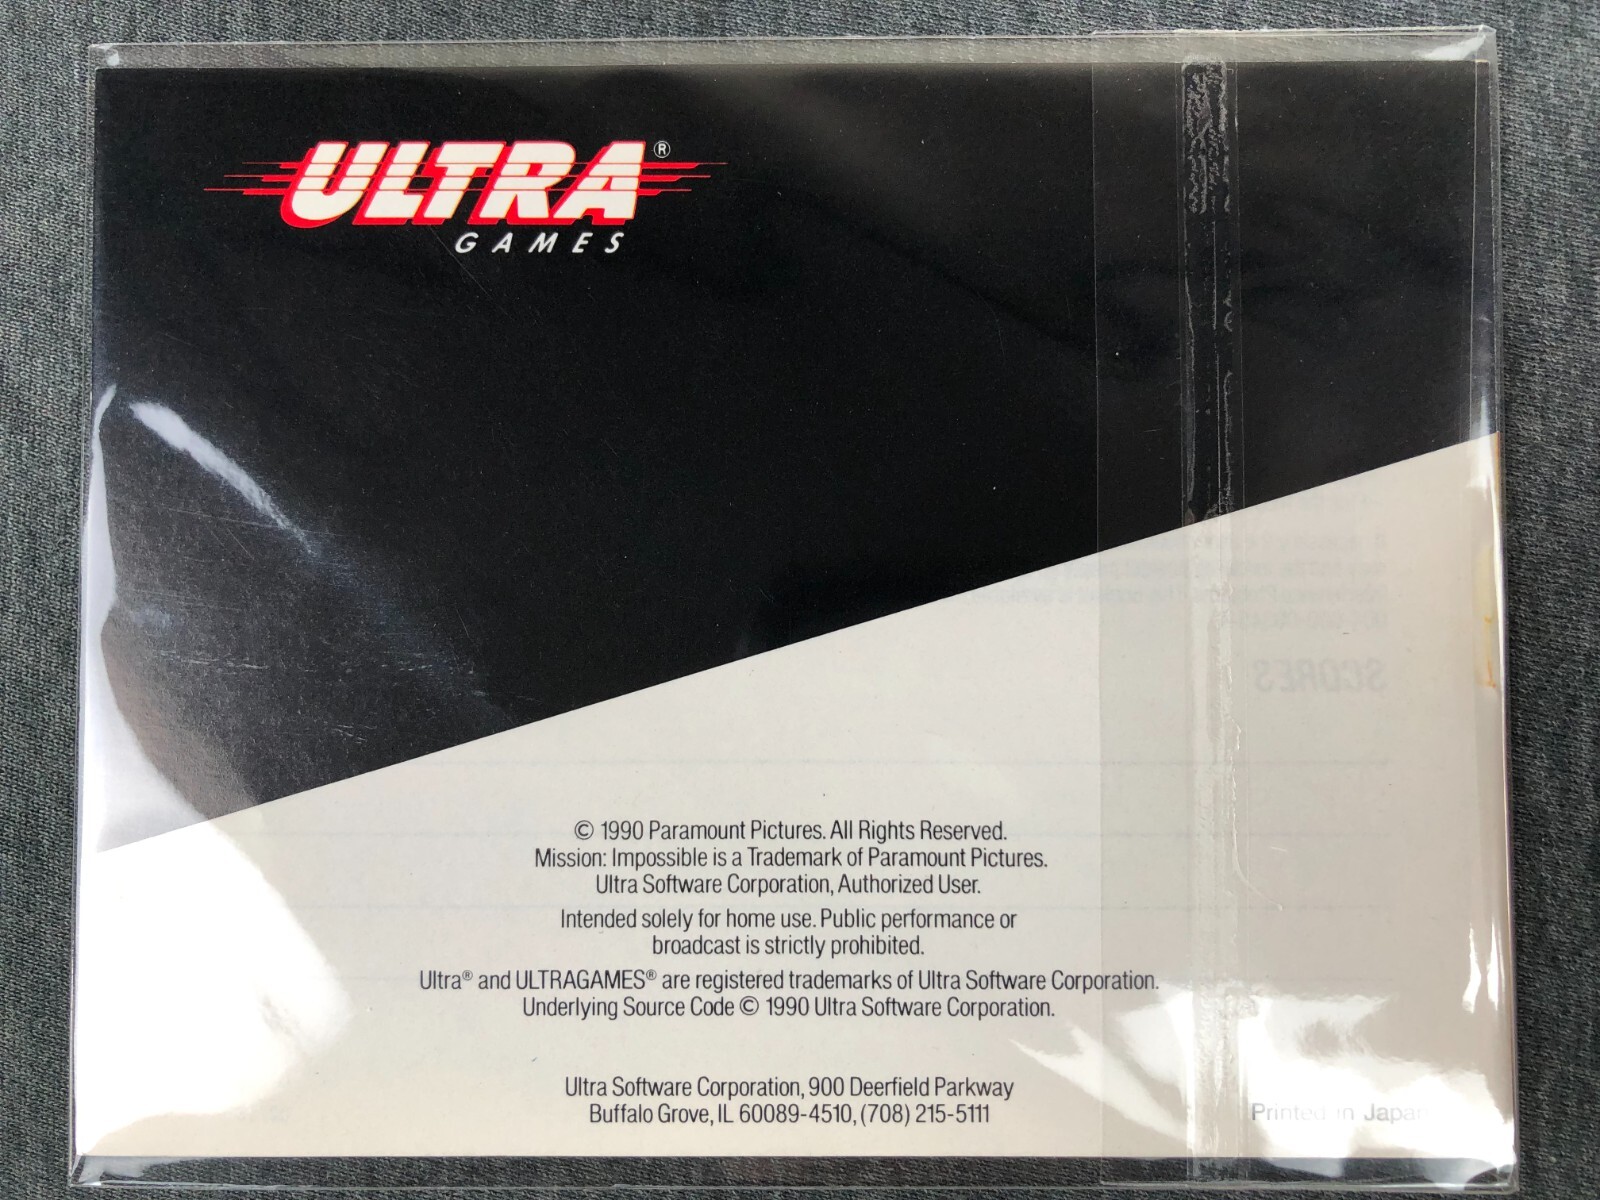 ULTRA®
GAMES
SCORES
© 1990 Paramount Pictures. All Rights Reserved.
Mission: Impossible is a Trademark of Paramount Pictures.
Ultra Software Corporation, Authorized User.
Intended solely for home use. Public performance or
broadcast is strictly prohibited.
Ultra® and ULTRAGAMES® are registered trademarks of Ultra Software Corporation.
Underlying Source Code © 1990 Ultra Software Corporation.
Ultra Software Corporation, 900 Deerfield Parkway
Buffalo Grove, IL 60089-4510, (708) 215-5111
Printed in Japan